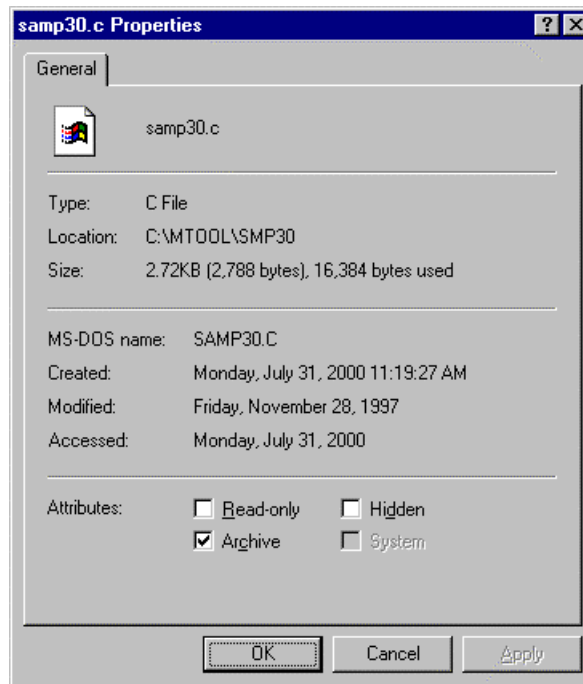 samp30.c Properties
General
samp30.c
Type: C File
Location: C:\MTOOL\SMP30
Size: 2.72KB (2,788 bytes), 16,384 bytes used
MS-DOS name: SAMP30.C
Created: Monday, July 31, 2000 11:19:27 AM
Modified: Friday, November 28, 1997
Accessed: Monday, July 31, 2000
Attributes: Read-only Hidden
Archive System
OK Cancel Apply